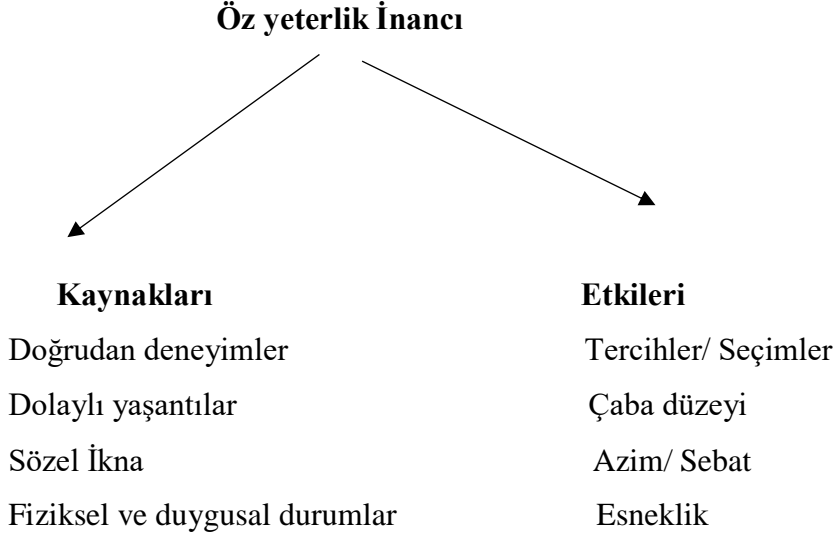 Öz yeterlik İnancı
Kaynakları
Doğrudan deneyimler
Dolaylı yaşantılar
Sözel İkna
Fiziksel ve duygusal durumlar
Etkileri
Tercihler/ Seçimler
Çaba düzeyi
Azim/ Sebat
Esneklik